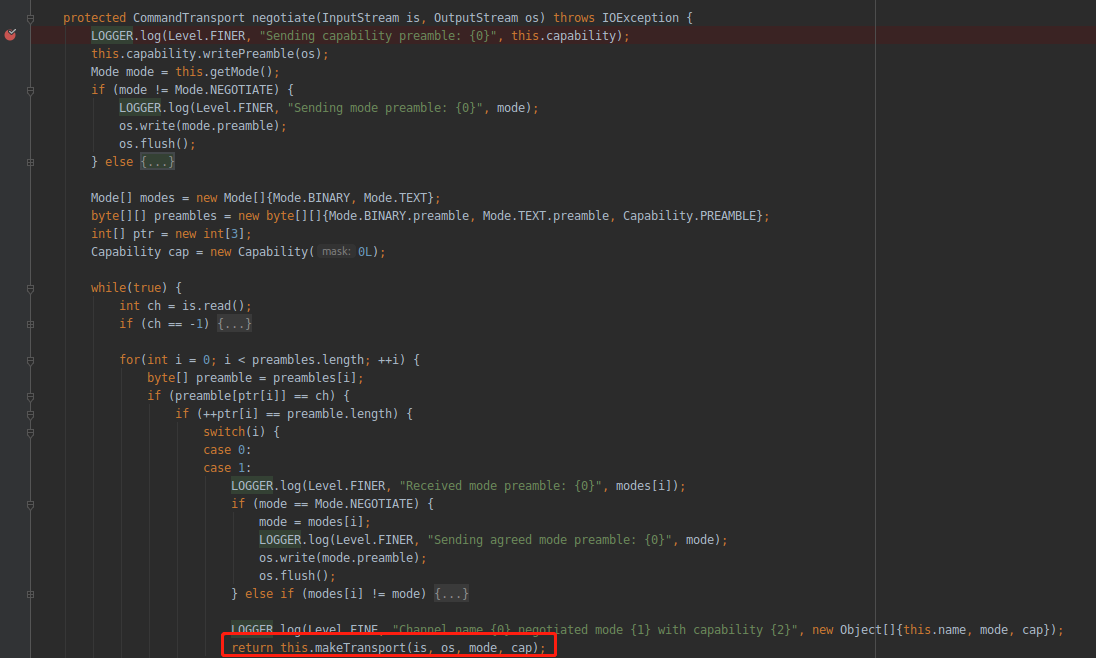 protected CommandTransport negotiate(InputStream is, OutputStream os) throws IOException {
LOGGER.log(Level.FINER, "Sending capability preamble: {0}", this.capability);
this.capability.writePreamble(os);
Mode mode = this.getMode();
if (mode != Mode.NEGOTIATE) {
LOGGER.log(Level.FINER, "Sending mode preamble: {0}", mode);
os.write(mode.preamble);
os.flush();
} else {...}
Mode[] modes = new Mode[]{Mode.BINARY, Mode.TEXT};
byte[][] preambles = new byte[][]{Mode.BINARY.preamble, Mode.TEXT.preamble, Capability.PREAMBLE};
int[] ptr = new int[3];
Capability cap = new Capability( mask: 0L);
while(true) {
int ch = is.read();
if (ch == -1) {...}
for(int i = 0; i < preambles.length; ++i) {
byte[] preamble = preambles[i];
if (preamble[ptr[i]] == ch) {
if (++ptr[i] == preamble.length) {
switch(i) {
case 0:
case 1:
LOGGER.log(Level.FINER, "Received mode preamble: {0}", modes[i]);
if (mode == Mode.NEGOTIATE) {
mode = modes[i];
LOGGER.log(Level.FINER, "Sending agreed mode preamble: {0}", mode);
os.write(mode.preamble);
os.flush();
} else if (modes[i] != mode) {...}
LOGGER.log(Level.FINE, "Channel name {0} negotiated mode {1} with capability {2}", new Object[]{this.name, mode, cap});
return this.makeTransport(is, os, mode, cap);